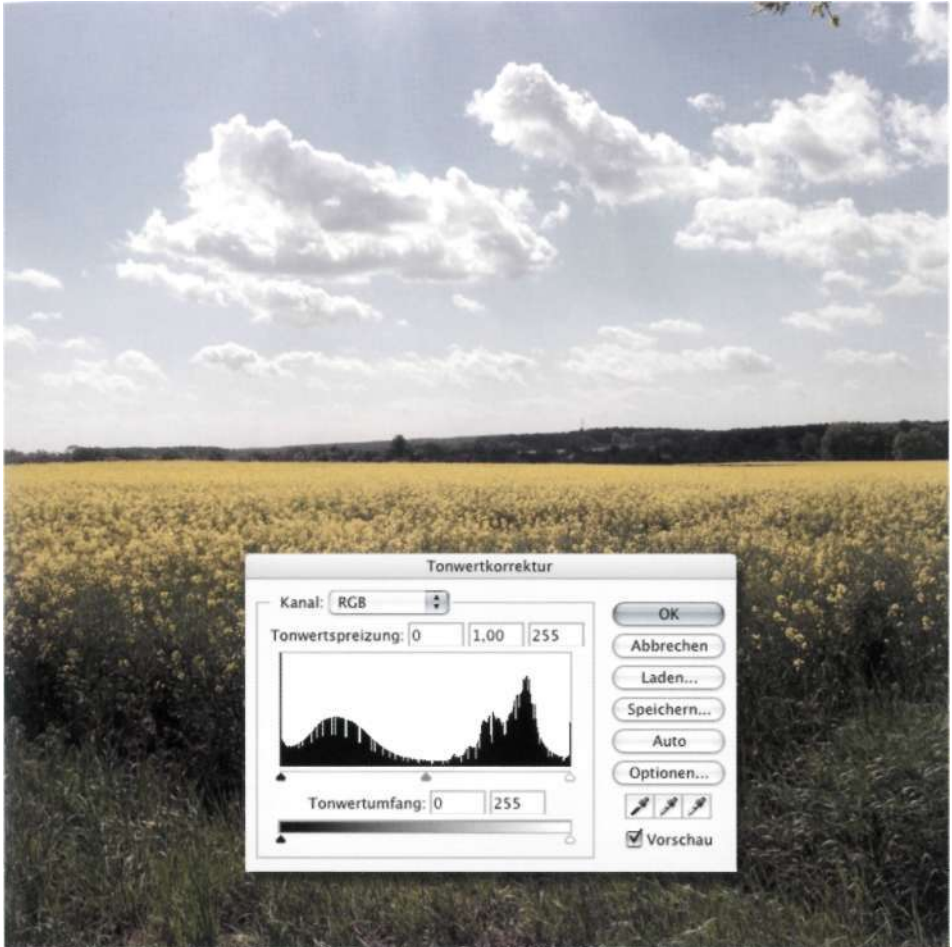 Tonwertkorrektur
Kanal: RGB
Tonwertspreizung: 0 1,00 255
Tonwertumfang: 0 255
OK
Abbrechen
Laden...
Speichern...
Auto
Optionen...
Vorschau